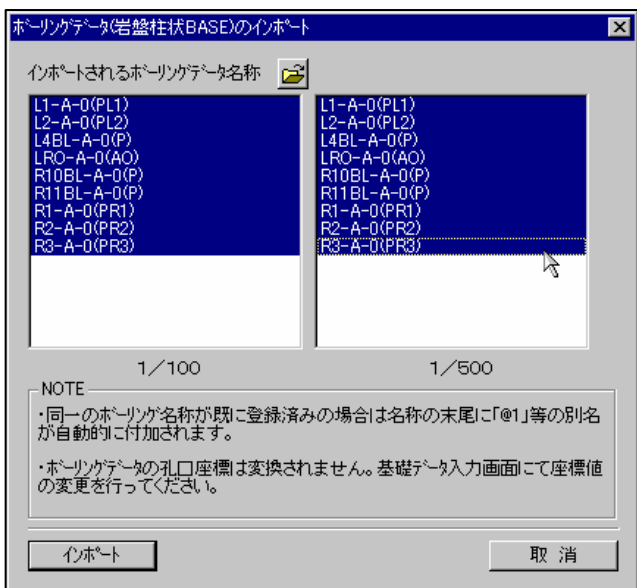 ﾎﾞｰﾘﾝｸﾞﾃﾞｰﾀ(岩盤柱状BASE)のｲﾝﾎﾟｰﾄ
ｲﾝﾎﾟｰﾄされるﾎﾞｰﾘﾝｸﾞﾃﾞｰﾀ名称
L1-A-0(PL1)
L2-A-0(PL2)
L4BL-A-0(P)
LRO-A-0(AO)
R10BL-A-0(P)
R11BL-A-0(P)
R1-A-0(PR1)
R2-A-0(PR2)
R3-A-0(PR3)
1／100
L1-A-0(PL1)
L2-A-0(PL2)
L4BL-A-0(P)
LRO-A-0(AO)
R10BL-A-0(P)
R11BL-A-0(P)
R1-A-0(PR1)
R2-A-0(PR2)
R3-A-0(PR3)
1／500
NOTE
・同一のﾎﾞｰﾘﾝｸﾞ名称が既に登録済みの場合は名称の末尾に｢@1｣等の別名
が自動的に付加されます。
・ﾎﾞｰﾘﾝｸﾞﾃﾞｰﾀの孔口座標は変換されません。基礎ﾃﾞｰﾀ入力画面にて座標値
の変更を行ってください。
ｲﾝﾎﾟｰﾄ
取 消